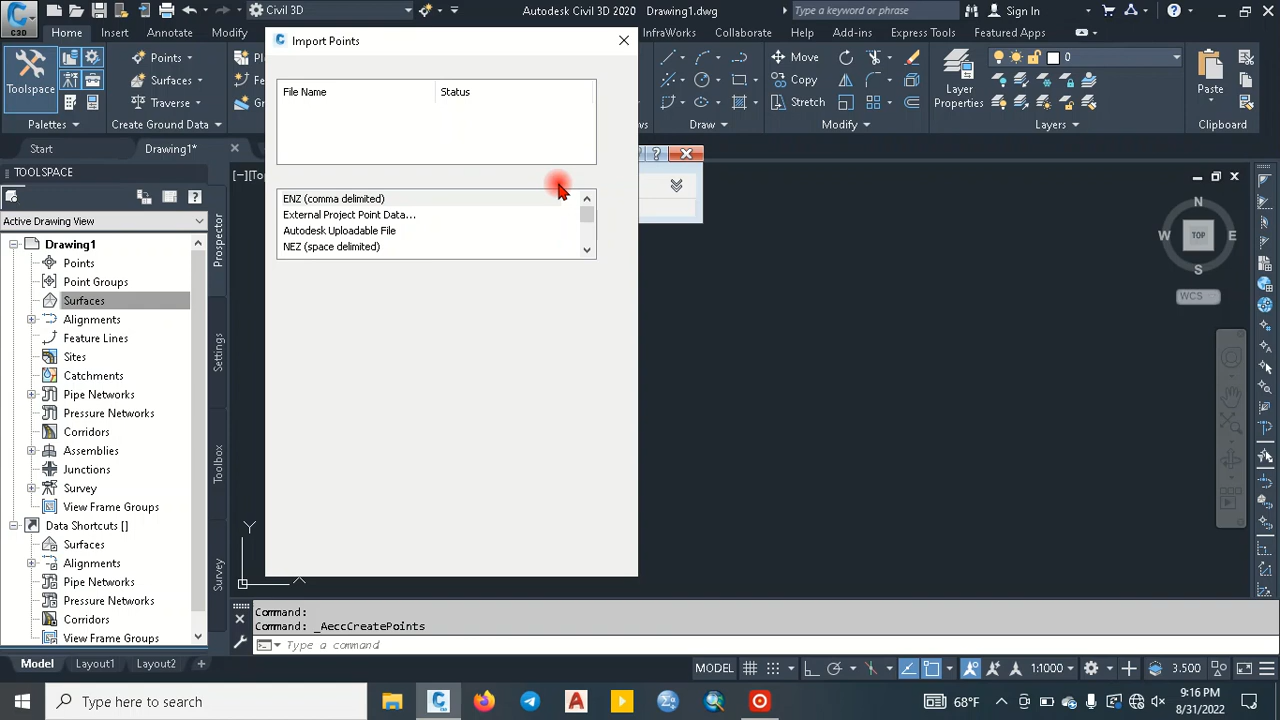 C3D
Civil 3D
Autodesk Civil 3D 2020 Drawing1.dwg
Type a keyword or phrase
Sign In
Home
Insert
Annotate
Modify
InfraWorks
Collaborate
Add-ins
Express Tools
Featured Apps
Toolspace
Palettes
Points
Surfaces
Traverse
Create Ground Data
Draw
Move
Copy
Stretch
Modify
Layer
Properties
0
Layers
Paste
Clipboard
Start
Drawing1*
Import Points
File Name
Status
ENZ (comma delimited)
External Project Point Data...
Autodesk Uploadable File
NEZ (space delimited)
TOOLSPACE
Active Drawing View
Drawing1
Points
Point Groups
Surfaces
Alignments
Feature Lines
Sites
Catchments
Pipe Networks
Pressure Networks
Corridors
Assemblies
Junctions
Survey
View Frame Groups
Data Shortcuts []
Surfaces
Alignments
Pipe Networks
Pressure Networks
Corridors
View Frame Groups
Prospector
Settings
Toolbox
Survey
N
W
TOP
E
S
WCS
Y
Command:
Command: _AeccCreatePoints
Type a command
Model
Layout1
Layout2
MODEL
1:1000
3.500
Type here to search
68°F
9:16 PM
8/31/2022